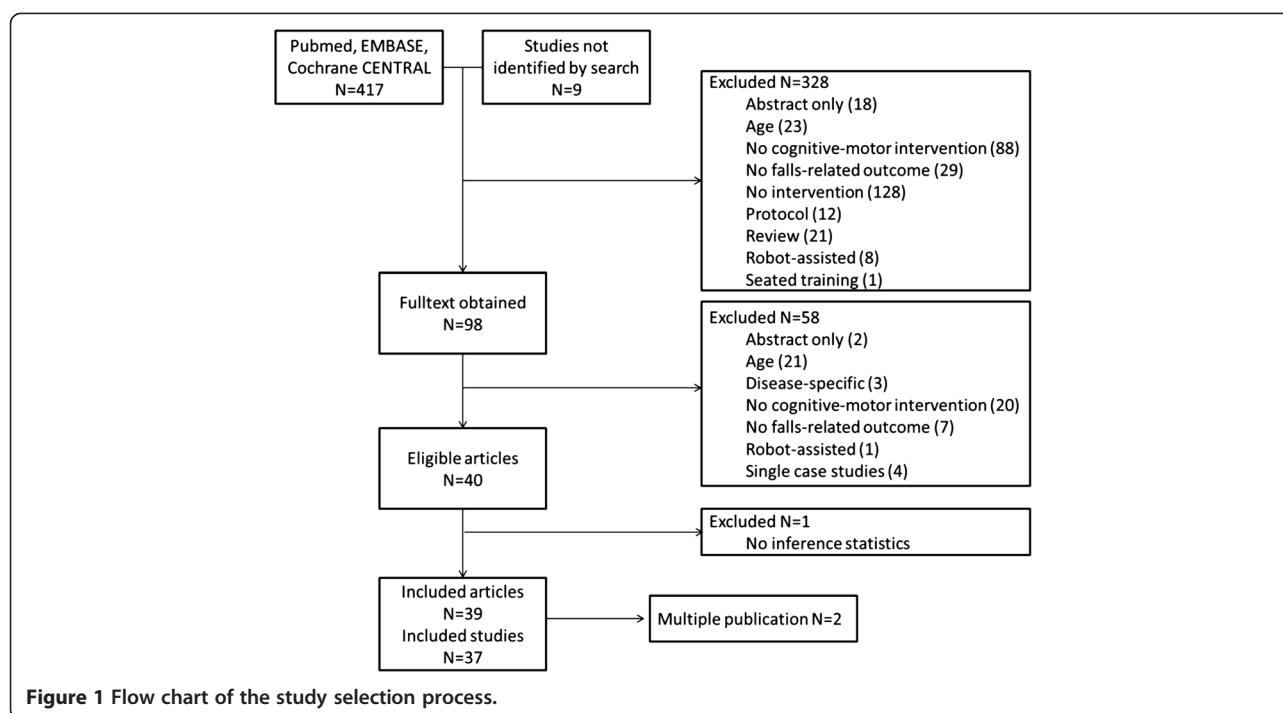 Pubmed, EMBASE,
Cochrane CENTRAL
N=417
Studies not
identified by search
N=9
Excluded N=328
Abstract only (18)
Age (23)
No cognitive-motor intervention (88)
No falls-related outcome (29)
No intervention (128)
Protocol (12)
Review (21)
Robot-assisted (8)
Seated training (1)
Fulltext obtained
N=98
Excluded N=58
Abstract only (2)
Age (21)
Disease-specific (3)
No cognitive-motor intervention (20)
No falls-related outcome (7)
Robot-assisted (1)
Single case studies (4)
Eligible articles
N=40
Excluded N=1
No inference statistics
Included articles
N=39
Included studies
N=37
Multiple publication N=2
Figure 1 Flow chart of the study selection process.